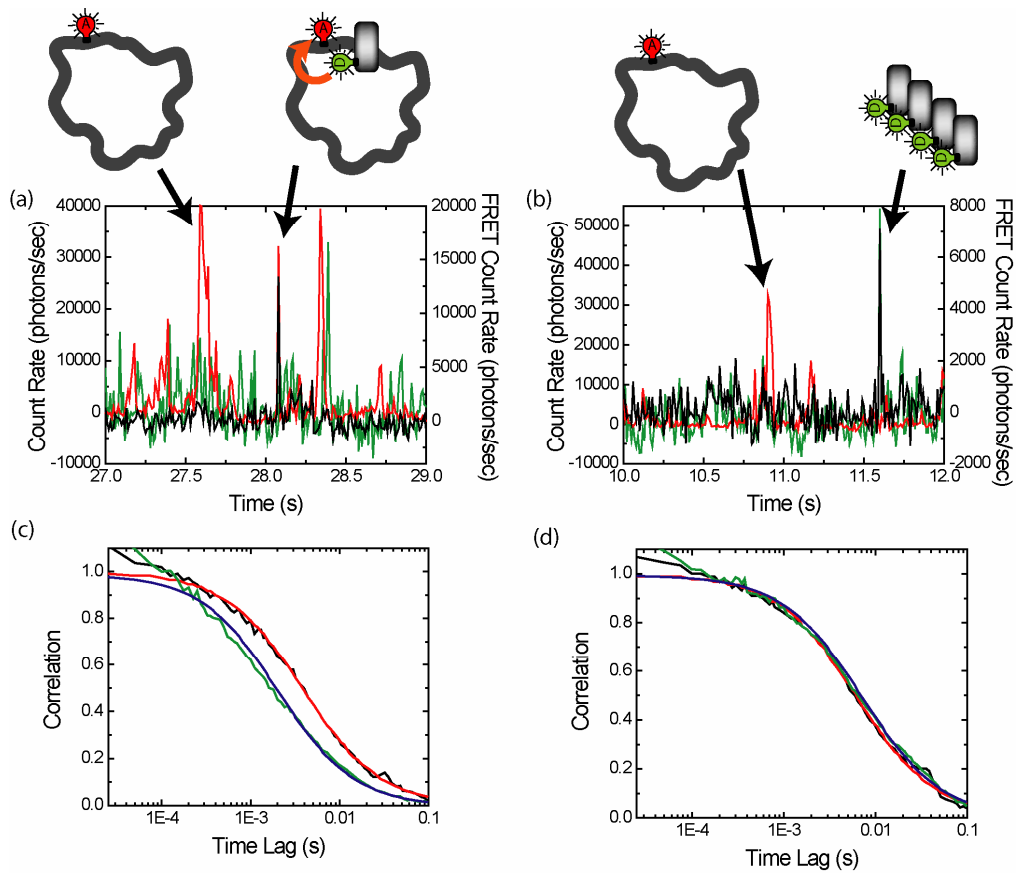 A
A
D
A
D
D
D
D
(a)
(b)
40000
30000
20000
10000
0
-10000
Count Rate (photons/sec)
20000
15000
10000
5000
0
FRET Count Rate (photons/sec)
27.0 27.5 28.0 28.5 29.0
Time (s)
50000
40000
30000
20000
10000
0
-10000
Count Rate (photons/sec)
8000
6000
4000
2000
0
-2000
FRET Count Rate (photons/sec)
10.0 10.5 11.0 11.5 12.0
Time (s)
(c)
1.0
0.8
0.6
0.4
0.2
0.0
Correlation
1E-4 1E-3 0.01 0.1
Time Lag (s)
(d)
1.0
0.8
0.6
0.4
0.2
0.0
Correlation
1E-4 1E-3 0.01 0.1
Time Lag (s)